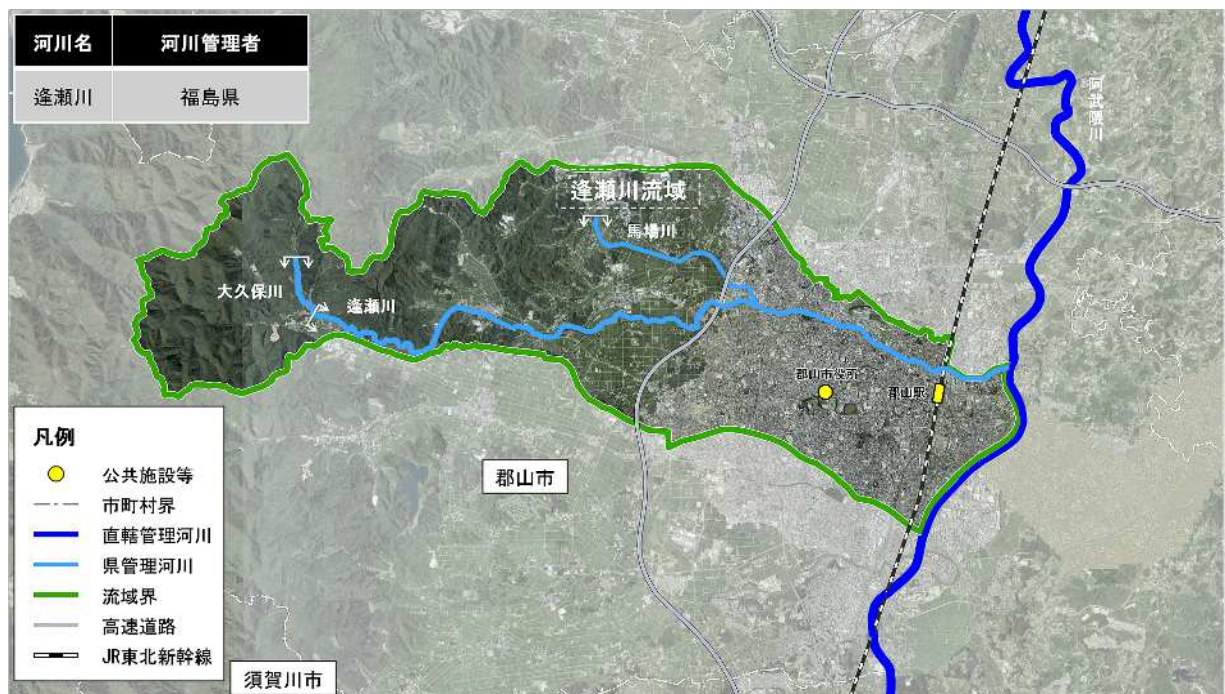 河川名 河川管理者
逢瀬川 福島県
阿武隈川
逢瀬川流域
馬場川
大久保川
逢瀬川
郡山市役所
郡山駅
郡山市
須賀川市
凡例
公共施設等
市町村界
直轄管理河川
県管理河川
流域界
高速道路
JR東北新幹線